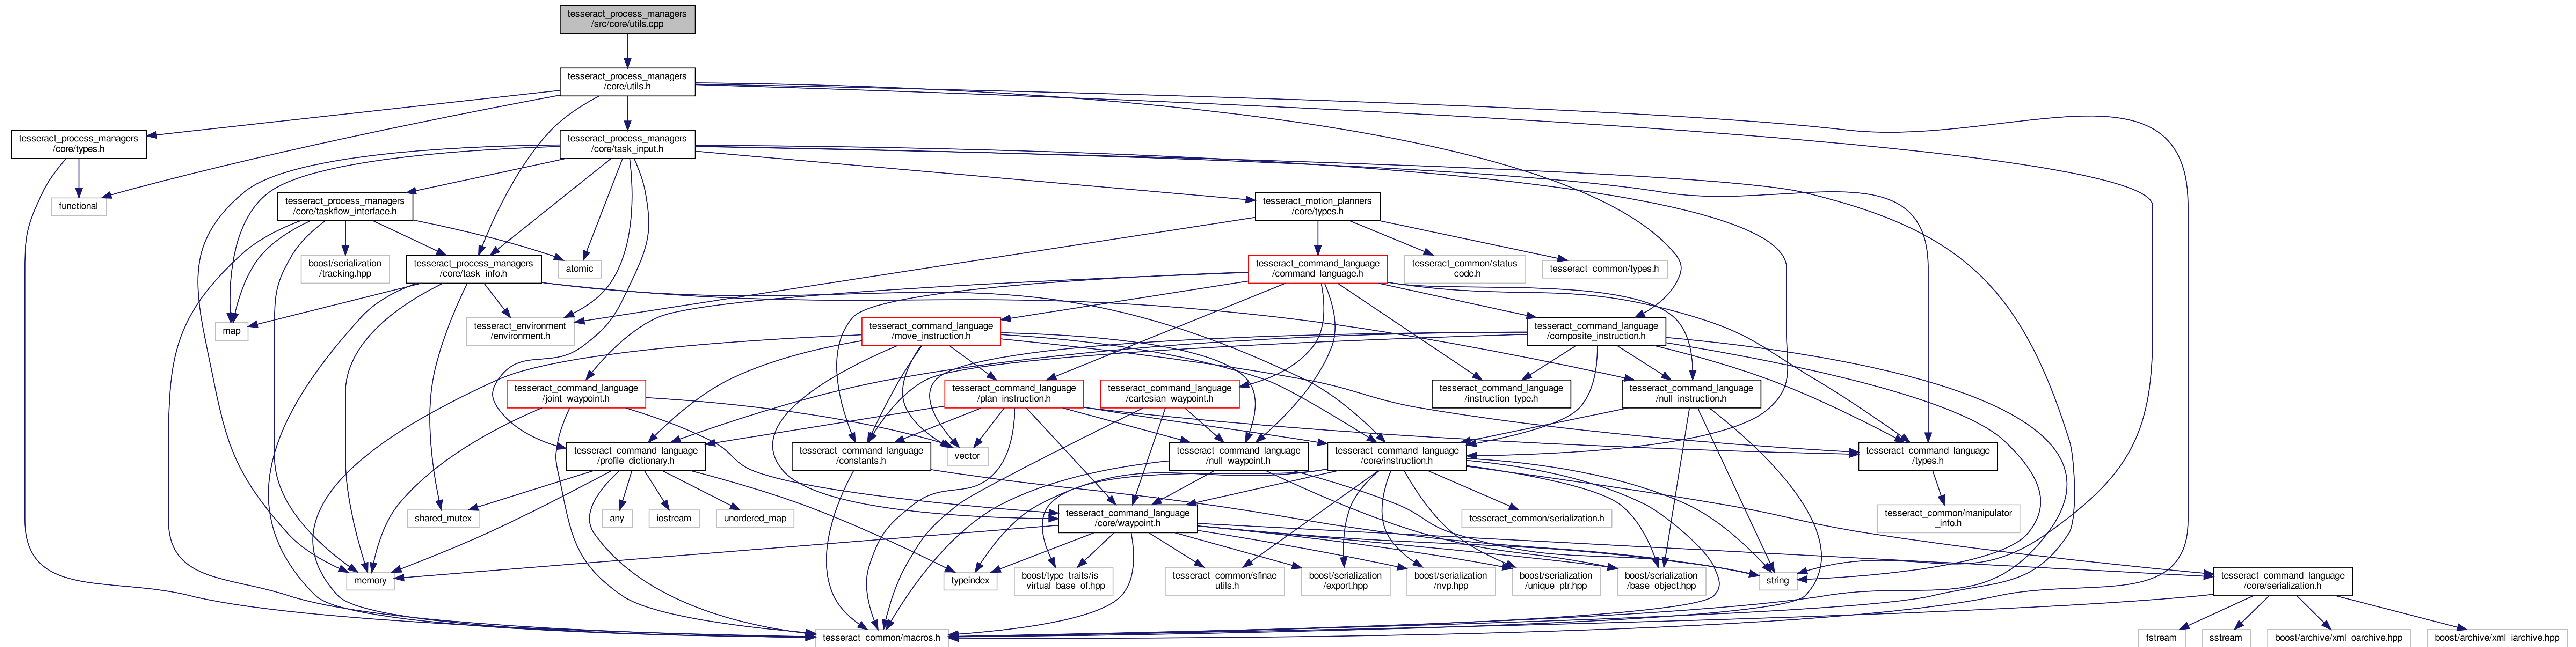 tesseract_process_managers
/src/core/utils.cpp
tesseract_process_managers
/core/utils.h
tesseract_process_managers
/core/types.h
tesseract_process_managers
/core/task_input.h
functional
tesseract_process_managers
/core/taskflow_interface.h
tesseract_motion_planners
/core/types.h
boost/serialization
/tracking.hpp
tesseract_process_managers
/core/task_info.h
atomic
tesseract_command_language
/command_language.h
tesseract_common/status
_code.h
tesseract_common/types.h
map
tesseract_environment
/environment.h
tesseract_command_language
/move_instruction.h
tesseract_command_language
/composite_instruction.h
tesseract_command_language
/joint_waypoint.h
tesseract_command_language
/plan_instruction.h
tesseract_command_language
/cartesian_waypoint.h
tesseract_command_language
/instruction_type.h
tesseract_command_language
/null_instruction.h
tesseract_command_language
/profile_dictionary.h
tesseract_command_language
/constants.h
vector
tesseract_command_language
/null_waypoint.h
tesseract_command_language
/core/instruction.h
tesseract_command_language
/types.h
shared_mutex
any
iostream
unordered_map
tesseract_command_language
/core/waypoint.h
tesseract_common/serialization.h
tesseract_common/manipulator
_info.h
memory
typeindex
boost/type_traits/is
_virtual_base_of.hpp
tesseract_common/sfinae
_utils.h
boost/serialization
/export.hpp
boost/serialization
/nvp.hpp
boost/serialization
/unique_ptr.hpp
boost/serialization
/base_object.hpp
string
tesseract_command_language
/core/serialization.h
tesseract_common/macros.h
fstream
sstream
boost/archive/xml_oarchive.hpp
boost/archive/xml_iarchive.hpp